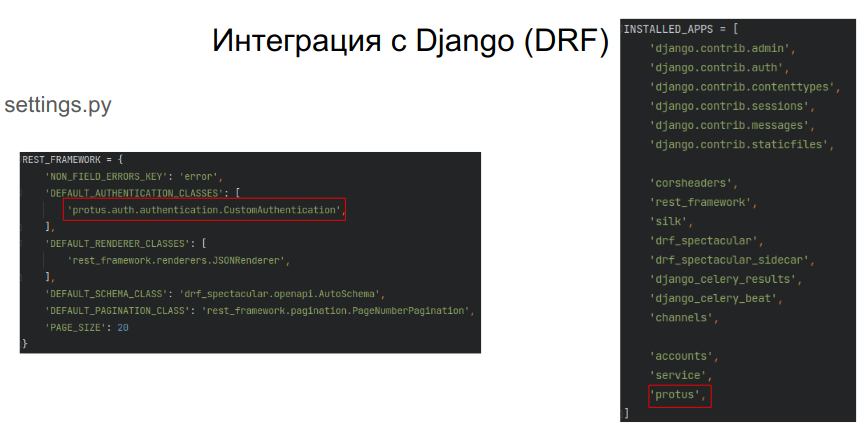 Интеграция с Django (DRF)
settings.py
REST_FRAMEWORK = {
    'NON_FIELD_ERRORS_KEY': 'error',
    'DEFAULT_AUTHENTICATION_CLASSES': [
        'protus.auth.authentication.CustomAuthentication',
    ],
    'DEFAULT_RENDERER_CLASSES': [
        'rest_framework.renderers.JSONRenderer',
    ],
    'DEFAULT_SCHEMA_CLASS': 'drf_spectacular.openapi.AutoSchema',
    'DEFAULT_PAGINATION_CLASS': 'rest_framework.pagination.PageNumberPagination',
    'PAGE_SIZE': 20
}
INSTALLED_APPS = [
    'django.contrib.admin',
    'django.contrib.auth',
    'django.contrib.contenttypes',
    'django.contrib.sessions',
    'django.contrib.messages',
    'django.contrib.staticfiles',
    'corsheaders',
    'rest_framework',
    'silk',
    'drf_spectacular',
    'drf_spectacular_sidecar',
    'django_celery_results',
    'django_celery_beat',
    'channels',
    'accounts',
    'service',
    'protus',
]